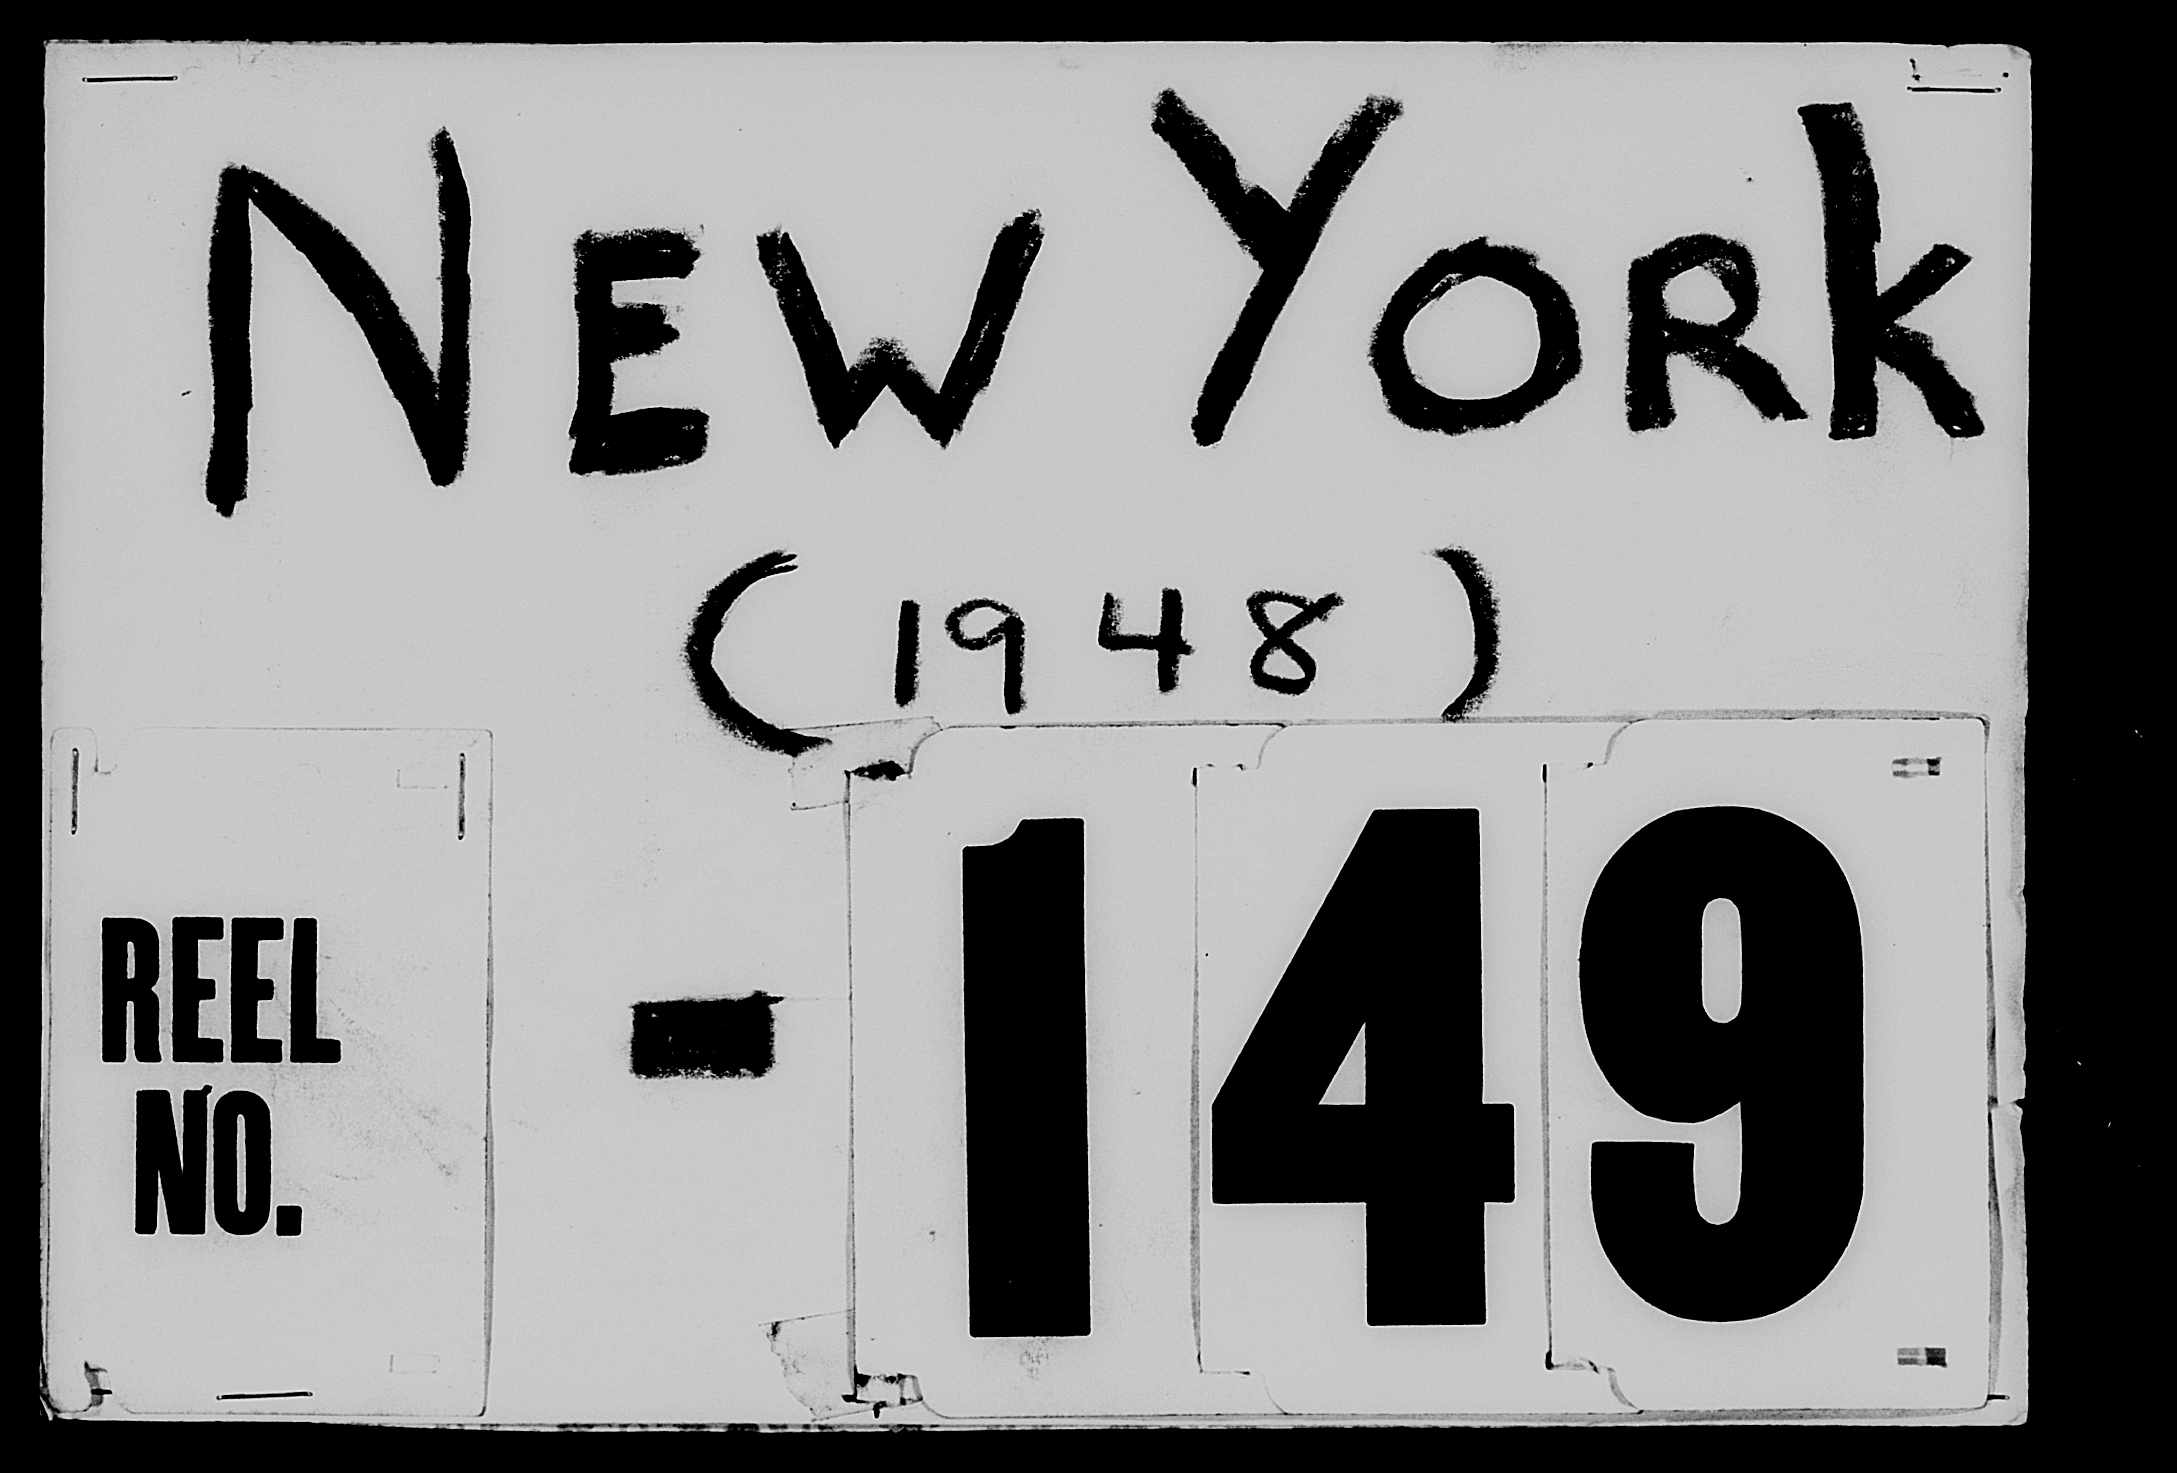 NEW YORK
(1948)
REEL
NO.
- 149